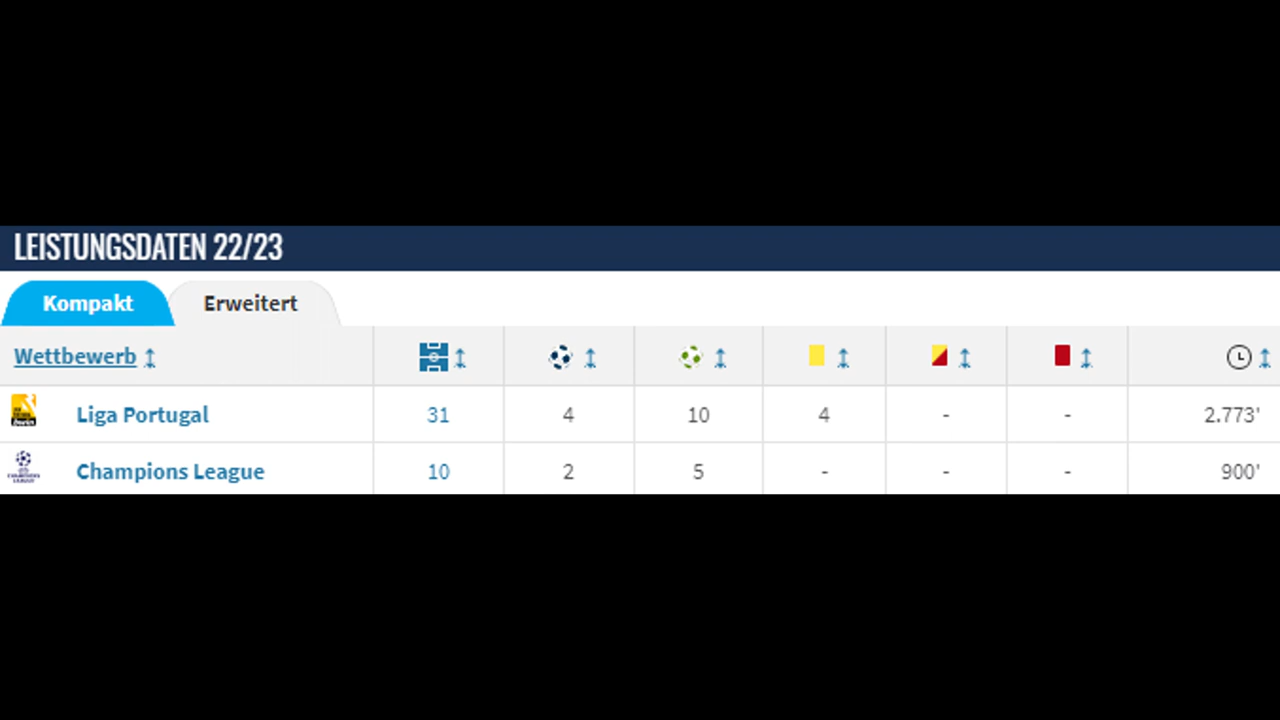 LEISTUNGSDATEN 22/23
Kompakt Erweitert
Wettbewerb
Liga Portugal 31 4 10 4 - - 2.773'
Champions League 10 2 5 - - - 900'